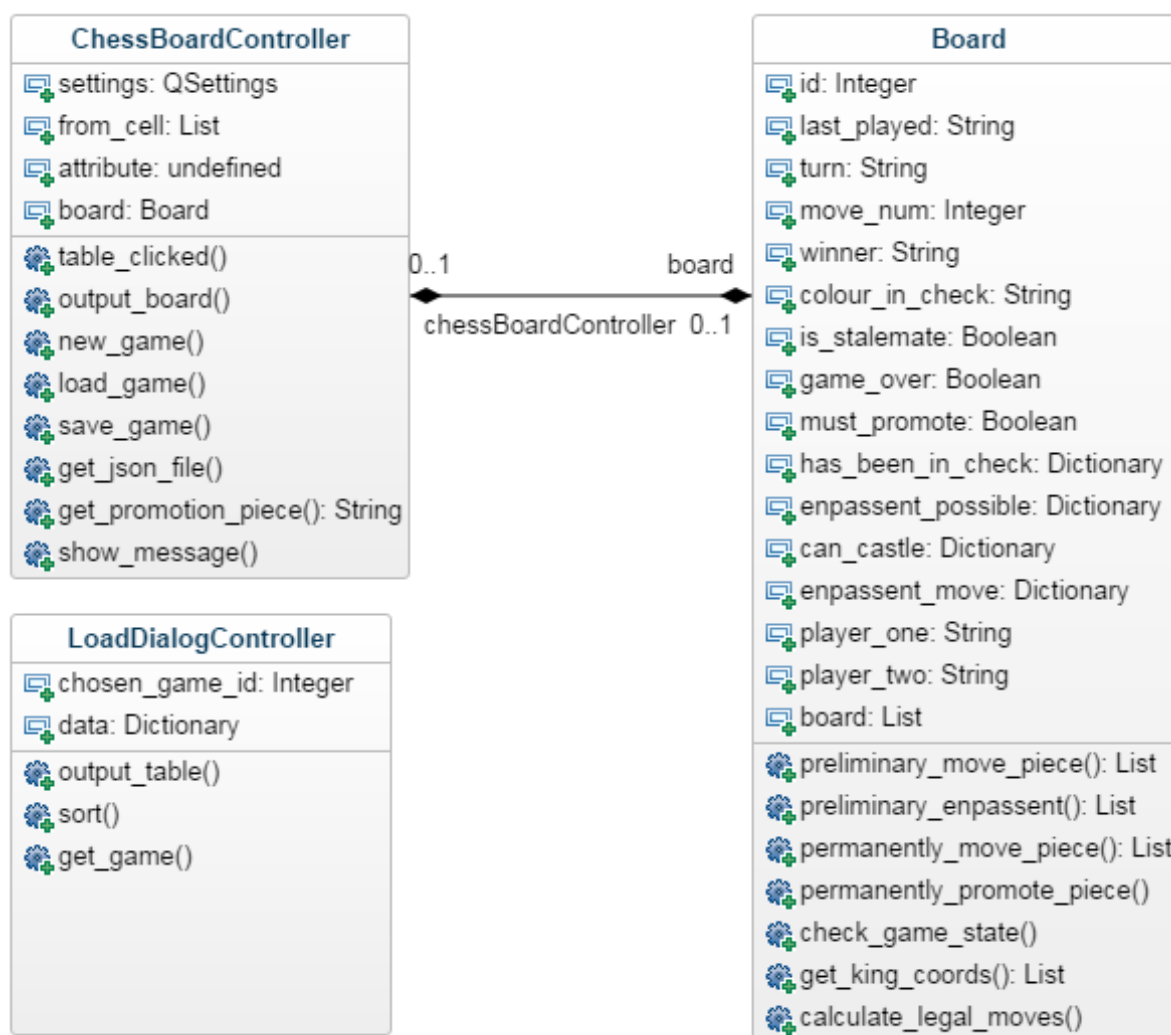 ChessBoardController
settings: QSettings
from_cell: List
attribute: undefined
board: Board
table_clicked()
output_board()
new_game()
load_game()
save_game()
get_json_file()
get_promotion_piece(): String
show_message()
0..1
board
chessBoardController 0..1
LoadDialogController
chosen_game_id: Integer
data: Dictionary
output_table()
sort()
get_game()
Board
id: Integer
last_played: String
turn: String
move_num: Integer
winner: String
colour_in_check: String
is_stalemate: Boolean
game_over: Boolean
must_promote: Boolean
has_been_in_check: Dictionary
enpassent_possible: Dictionary
can_castle: Dictionary
enpassent_move: Dictionary
player_one: String
player_two: String
board: List
preliminary_move_piece(): List
preliminary_enpassent(): List
permanently_move_piece(): List
permanently_promote_piece()
check_game_state()
get_king_coords(): List
calculate_legal_moves()